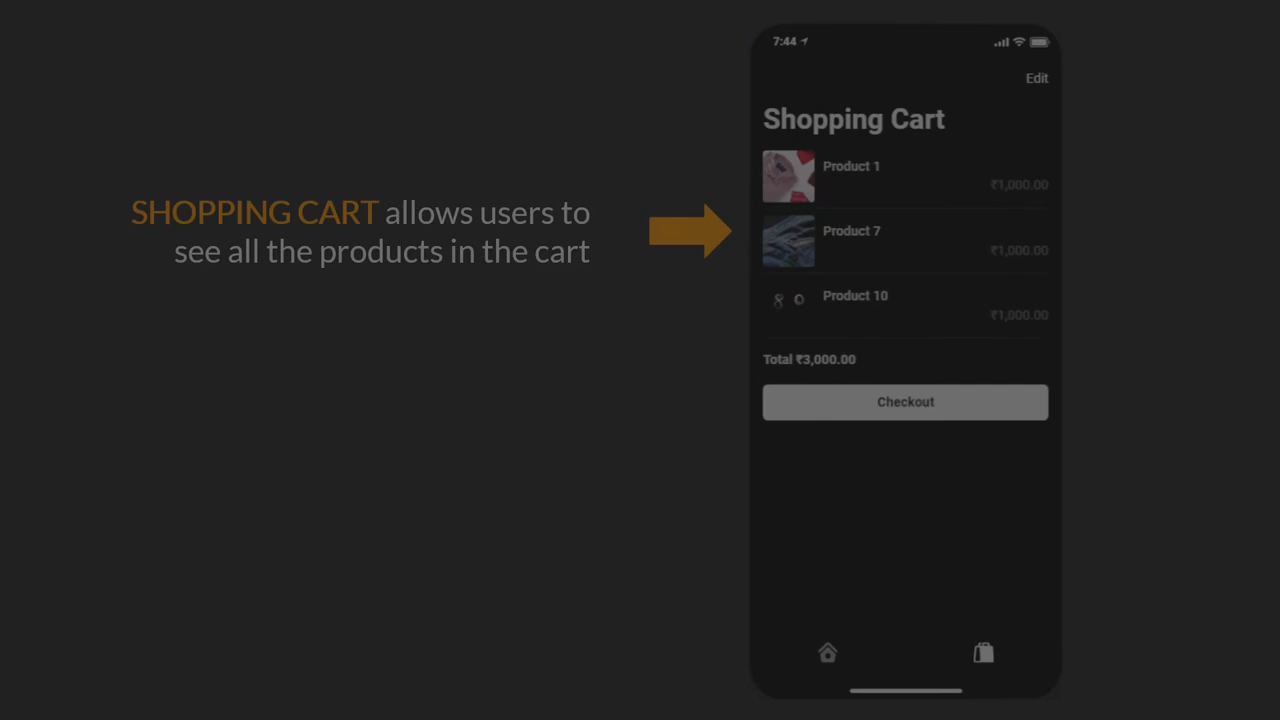 SHOPPING CART allows users to
see all the products in the cart
7:44
Edit
Shopping Cart
Product 1
₹1,000.00
Product 7
₹1,000.00
Product 10
₹1,000.00
Total ₹3,000.00
Checkout